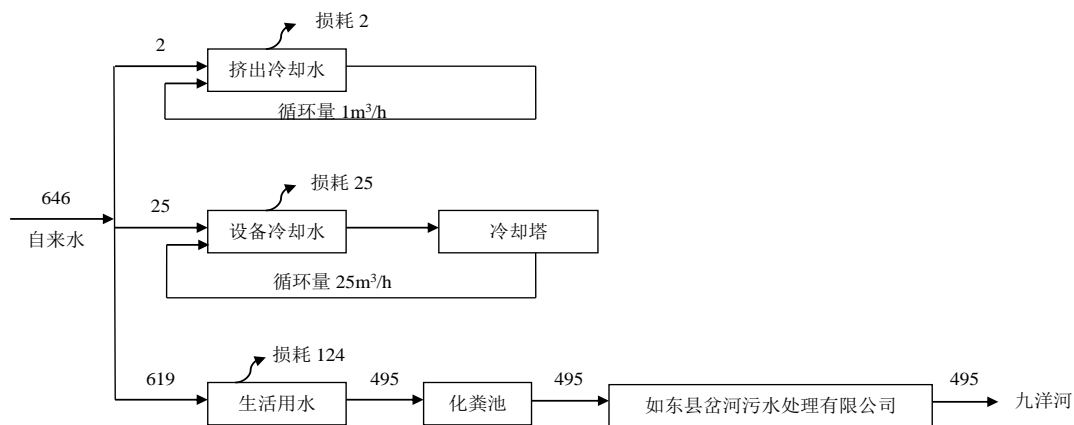 损耗 2
2
挤出冷却水
循环量 1m³/h
646
自来水
损耗 25
25
设备冷却水
冷却塔
循环量 25m³/h
损耗 124
619
生活用水
495
化粪池
495
如东县岔河污水处理有限公司
495
九洋河